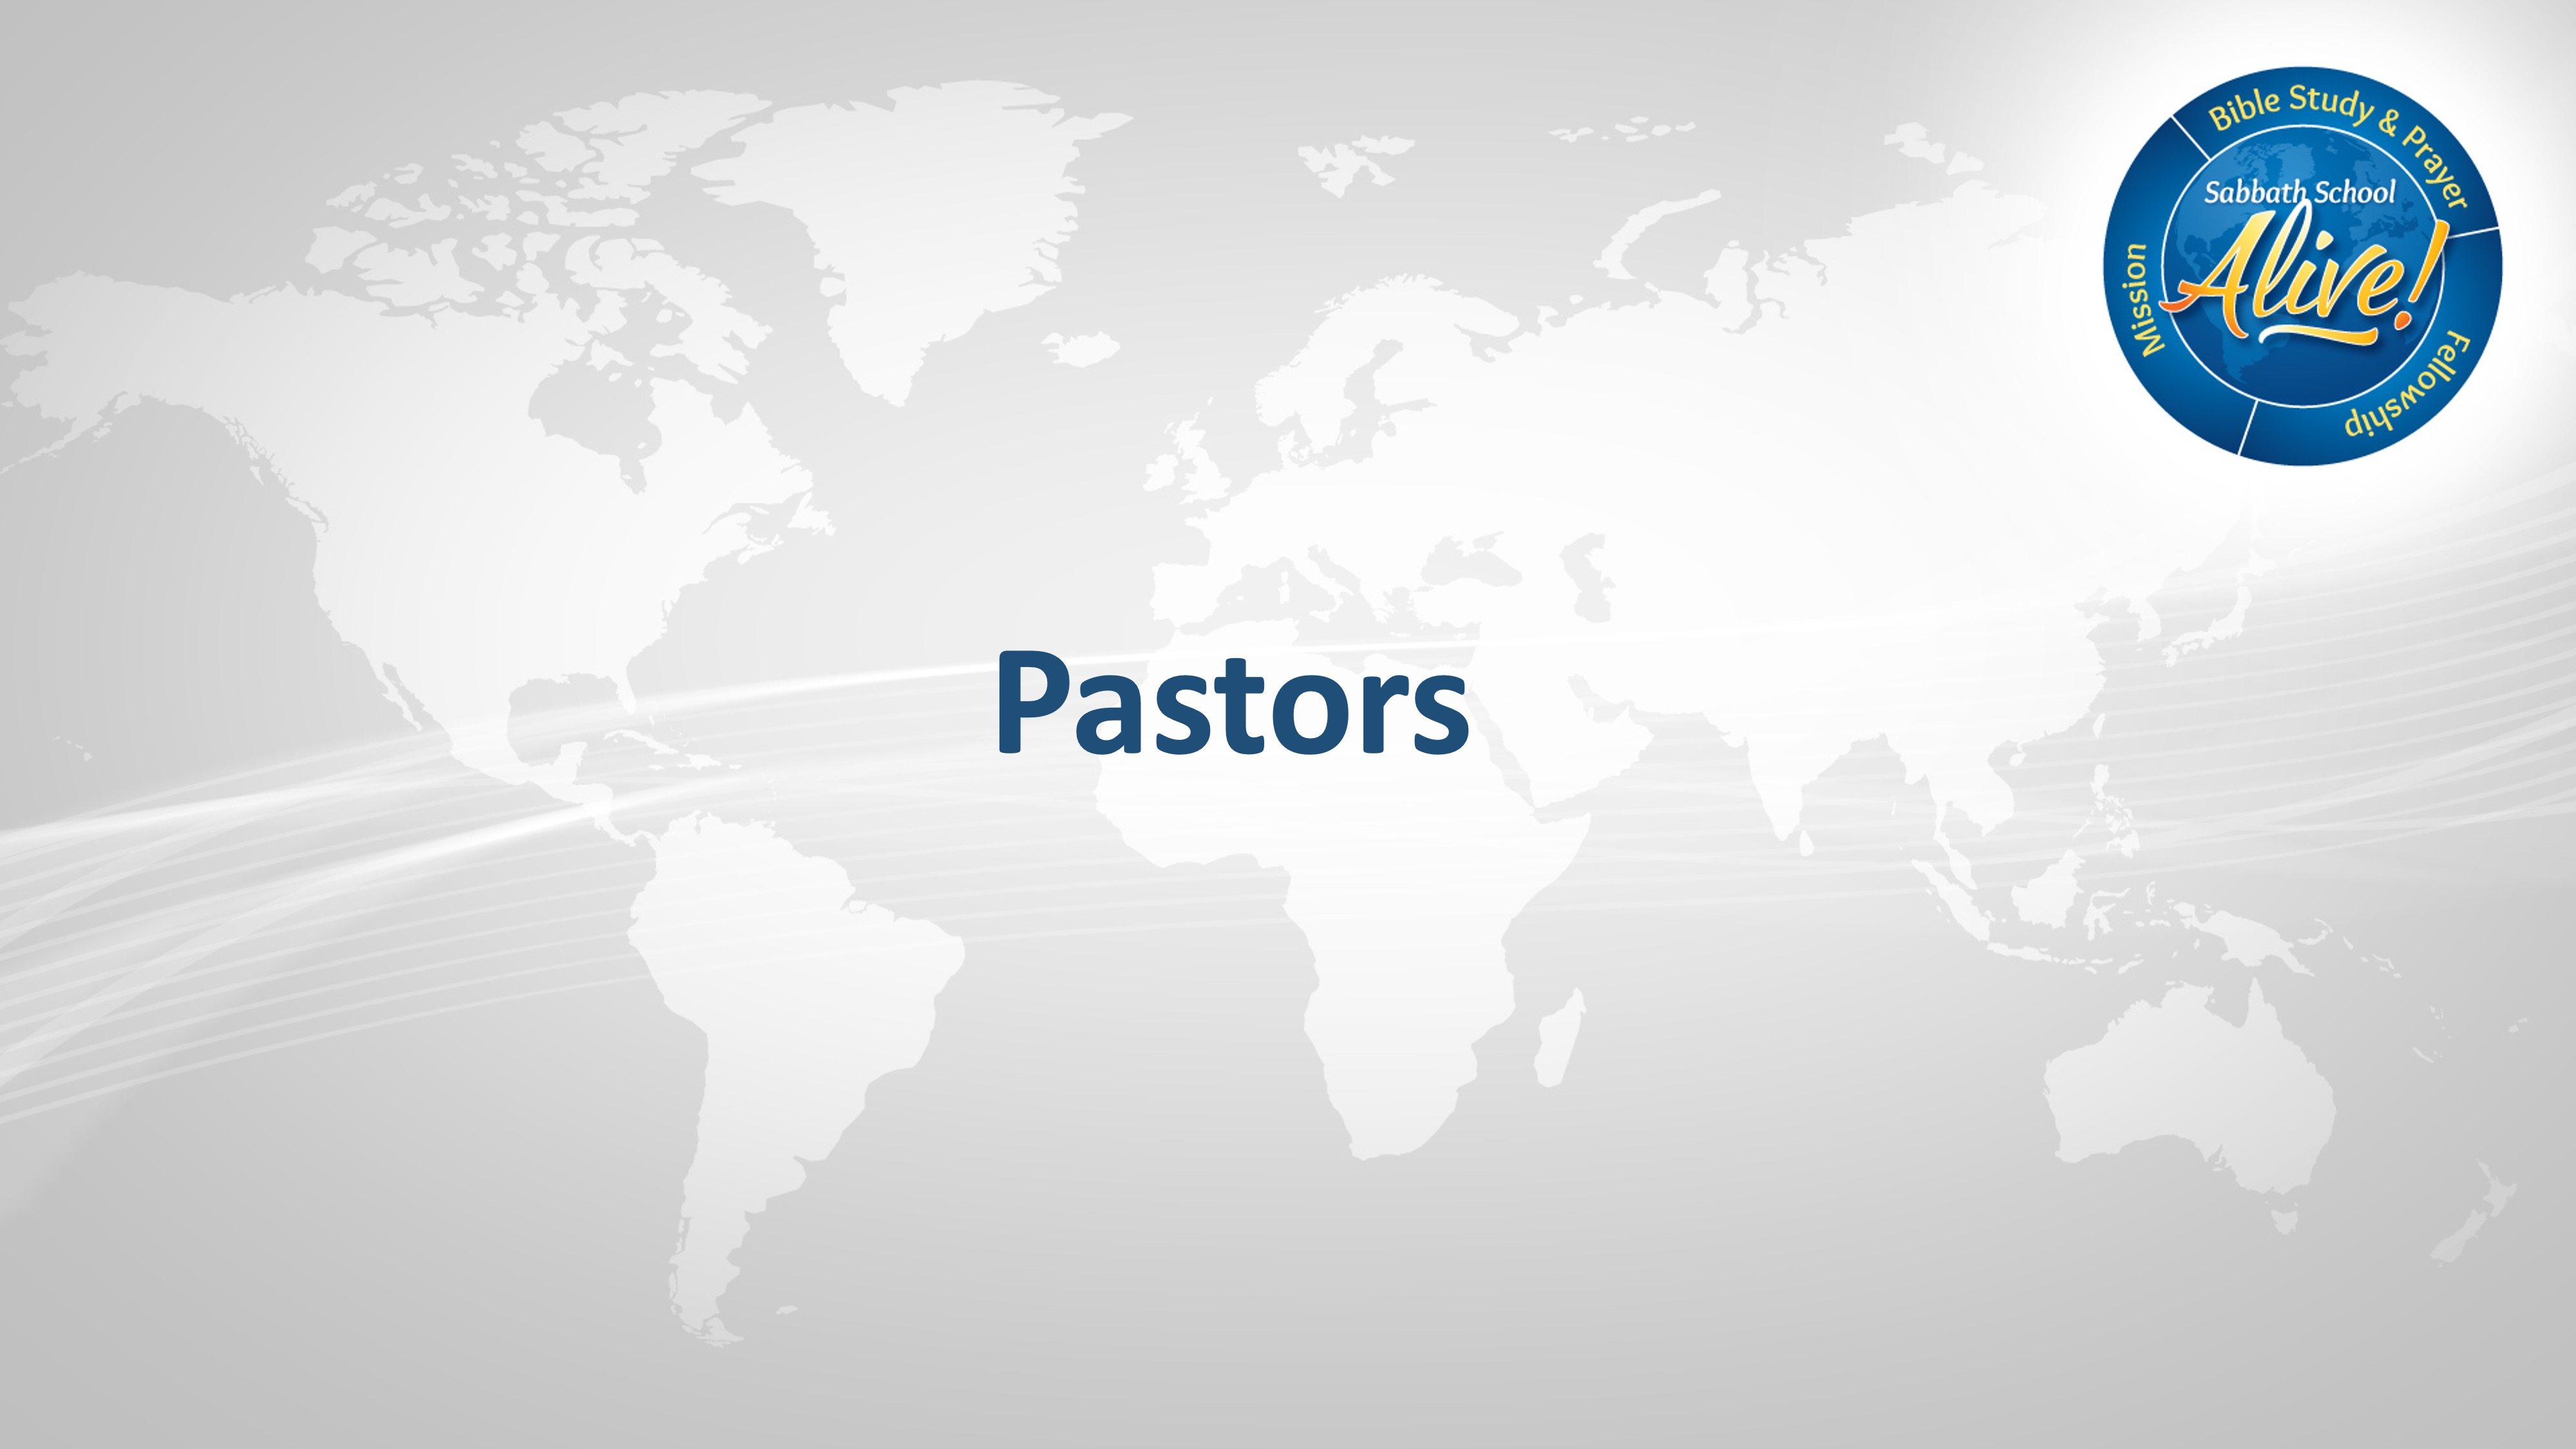 Bible Study & Prayer
Sabbath School
Alive!
Mission
Fellowship
Pastors